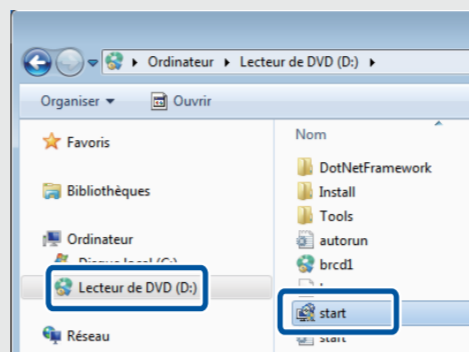 Ordinateur Lecteur de DVD (D:)
Organiser Ouvrir
Favoris
Bibliothèques
Ordinateur
Lecteur de DVD (D:)
Réseau
Nom
DotNetFramework
Install
Tools
autorun
brcd1
start
start